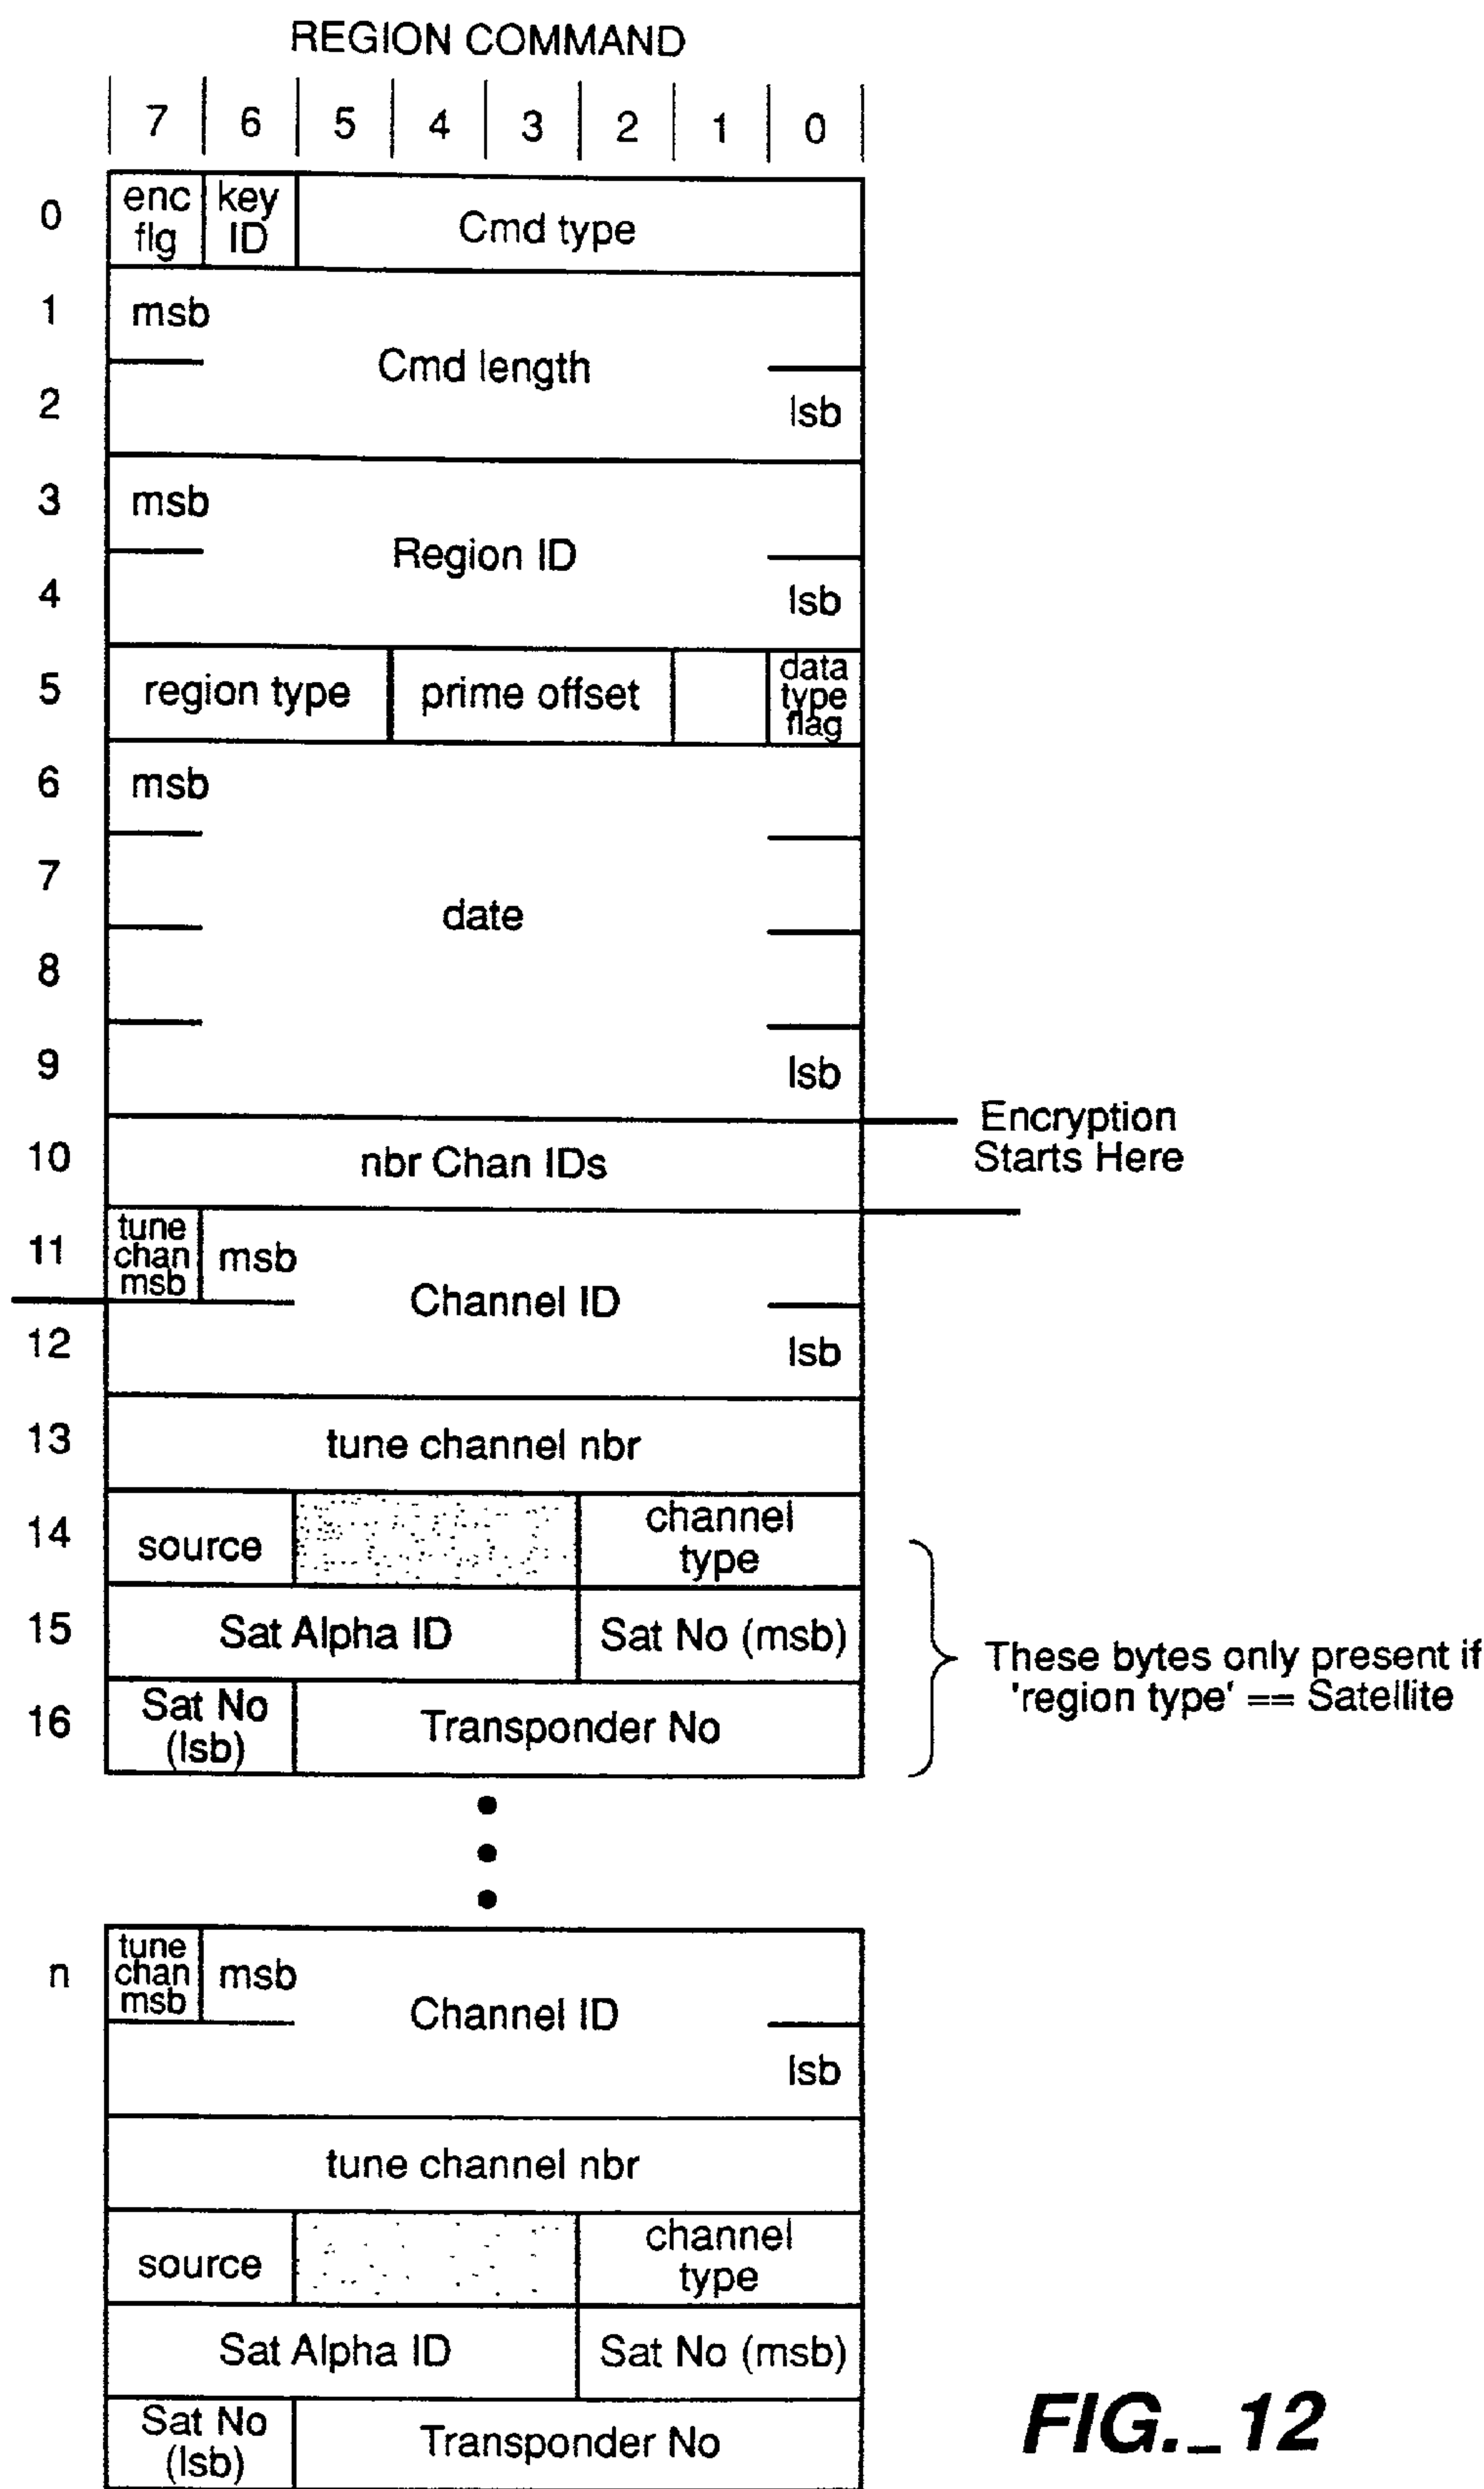 REGION COMMAND
7 6 5 4 3 2 1 0
0 enc flg key ID Cmd type
1 msb
Cmd length
2 lsb
3 msb
Region ID
4 lsb
5 region type prime offset data type flag
6 msb
7
date
8
9 lsb
Encryption
Starts Here
10 nbr Chan IDs
11 tune chan msb msb
Channel ID
12 lsb
13 tune channel nbr
14 source channel type
15 Sat Alpha ID Sat No (msb)
16 Sat No (lsb) Transponder No
These bytes only present if
'region type' == Satellite
n tune chan msb msb
Channel ID
lsb
tune channel nbr
source channel type
Sat Alpha ID Sat No (msb)
Sat No (lsb) Transponder No
FIG._12